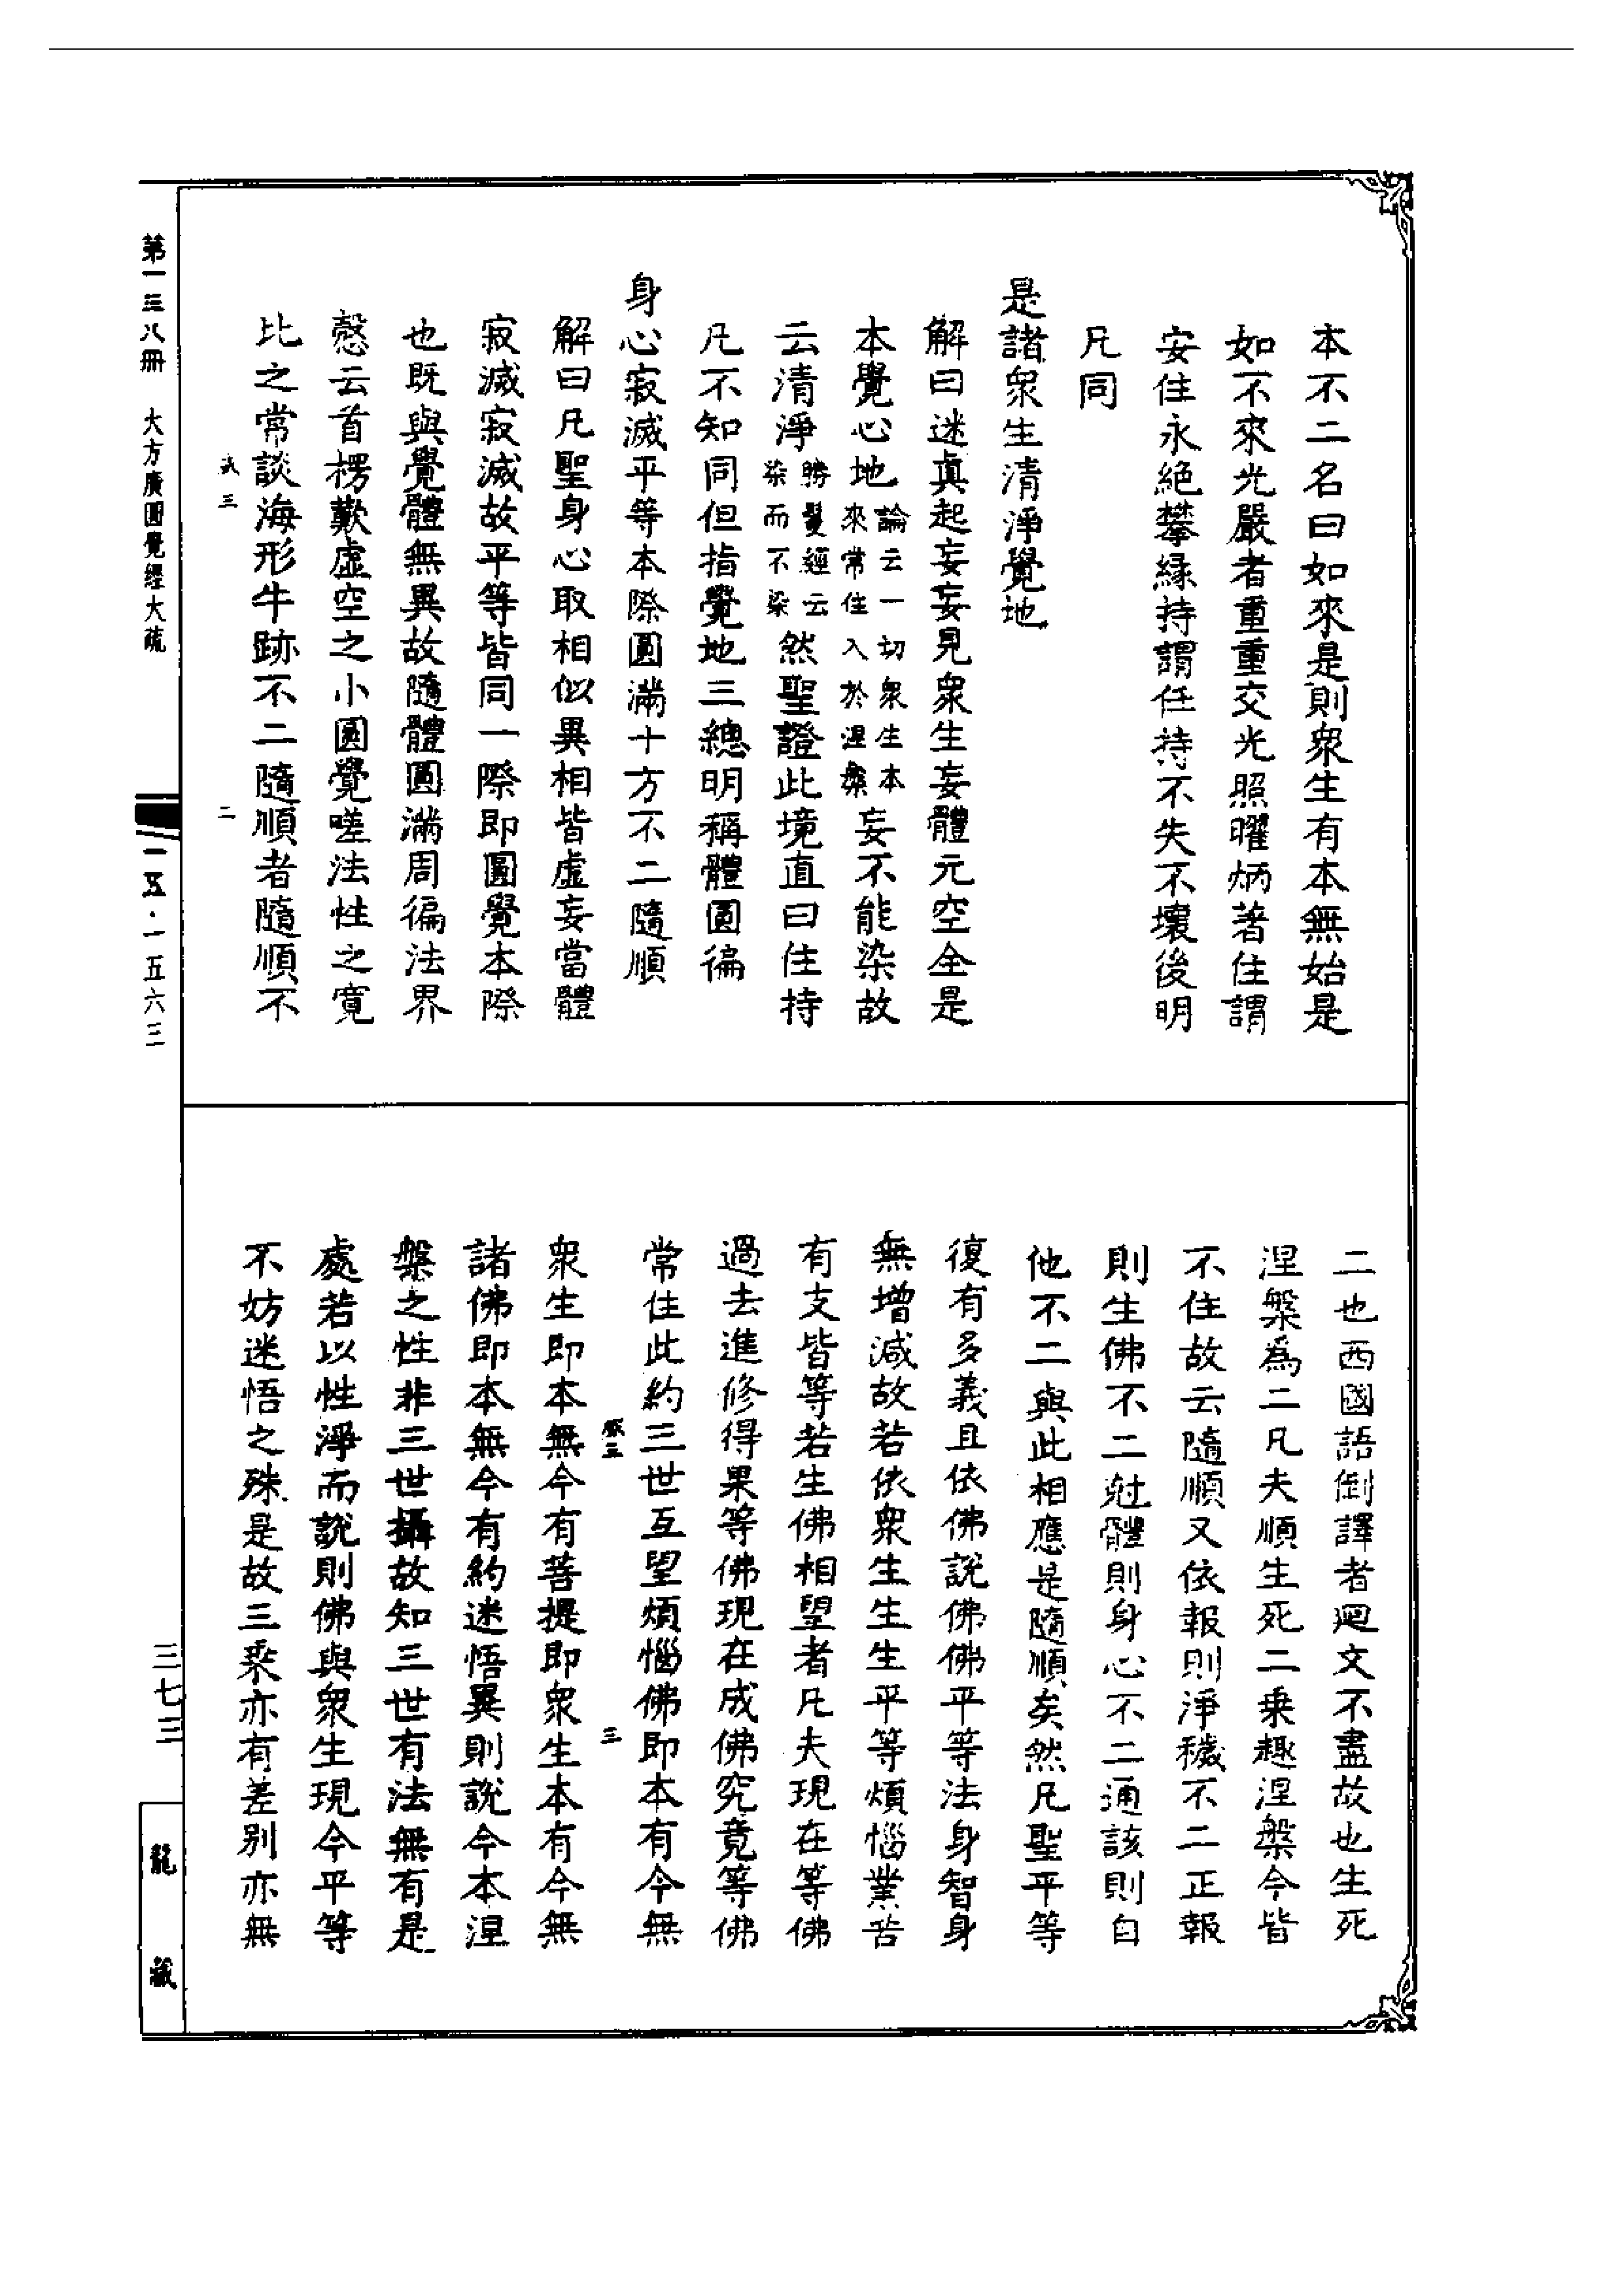 本不二名曰如來是則眾生有本無始是
如不來光嚴者重重交光照曜炳著住謂
安住永絕攀緣持謂任持不失不壞後明
凡同
是諸眾生清淨覺地
解曰迷眞起妄妄見眾生妄體元空全是
本覺心地論云一切眾生本來常住入於涅槃妄不能染故
云清淨勝鬘經云染而不染然聖證此境直曰住持
凡不知同但指覺地三總明稱體圓徧
身心寂滅平等本際圓滿十方不二隨順
解曰凡聖身心取相似異相皆虛妄當體
寂滅寂滅故平等皆同一際即圓覺本際
也既與覺體無異故隨體圓滿周徧法界
慤云首楞歎虛空之小圓覺嗟法性之寬
比之常談海形牛跡不二隨順者隨順不
二也西國語倒譯者迴文不盡故也生死
涅槃爲二凡夫順生死二乘趣涅槃今皆
不住故云隨順又依報則淨穢不二正報
則生佛不二尅體則身心不二通該則自
他不二與此相應是隨順矣然凡聖平等
復有多義且依佛說佛佛平等法身智身
無增減故若依眾生生生平等煩惱業苦
有支皆等若生佛相望者凡夫現在等佛
過去進修得果等佛現在成佛究竟等佛
常住此約三世互望煩惱佛即本有今無
眾生即本無今有菩提即眾生本有今無
諸佛即本無今有約迷悟異則說今本涅
槃之性非三世攝故知三世有法無有是
處若以性淨而說則佛與眾生現今平等
不妨迷悟之殊是故三乘亦有差別亦無
第一三八冊 大方廣圓覺經大疏
一五·一五六三
三七三
龍藏
三
二
三